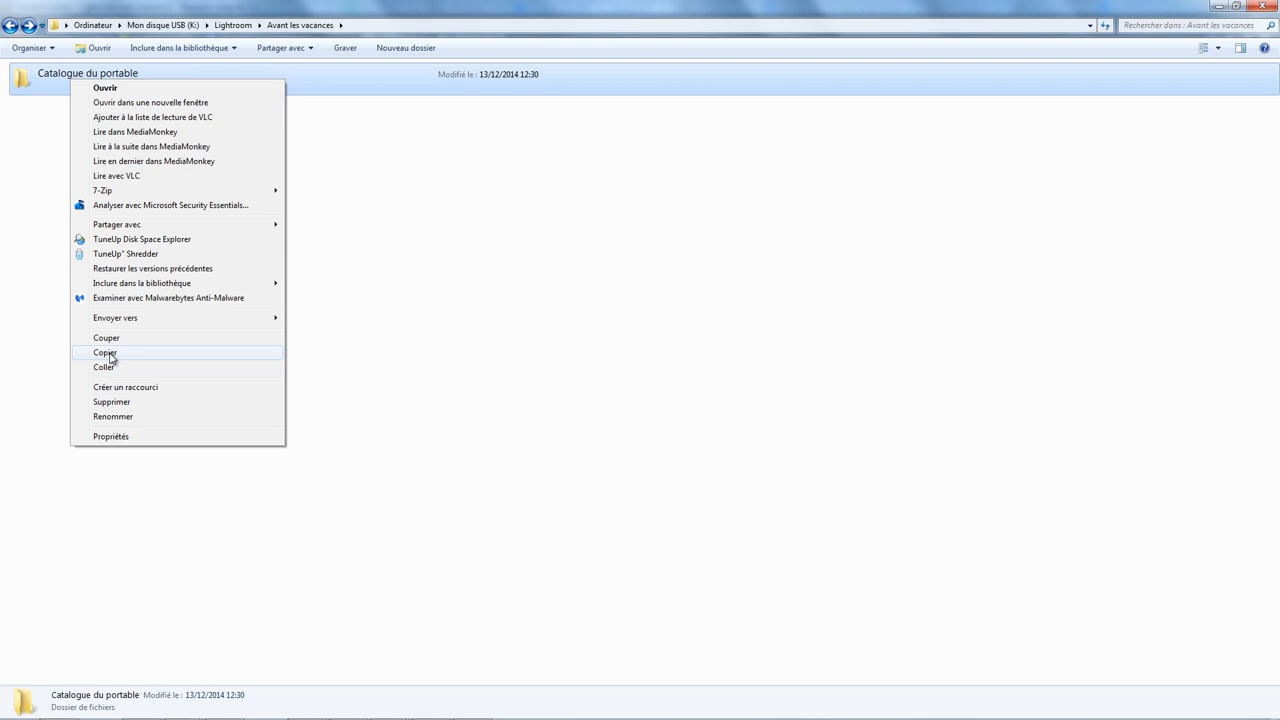 Ordinateur Mon disque USB (K:) Lightroom Avant les vacances Rechercher dans : Avant les vacances
Organiser Ouvrir Inclure dans la bibliothèque Partager avec Graver Nouveau dossier
Catalogue du portable Modifié le : 13/12/2014 12:30
Ouvrir
Ouvrir dans une nouvelle fenêtre
Ajouter à la liste de lecture de VLC
Lire dans MediaMonkey
Lire à la suite dans MediaMonkey
Lire en dernier dans MediaMonkey
Lire avec VLC
7-Zip
Analyser avec Microsoft Security Essentials...
Partager avec
TuneUp Disk Space Explorer
TuneUp" Shredder
Restaurer les versions précédentes
Inclure dans la bibliothèque
Examiner avec Malwarebytes Anti-Malware
Envoyer vers
Couper
Copier
Coller
Créer un raccourci
Supprimer
Renommer
Propriétés
Catalogue du portable Modifié le : 13/12/2014 12:30
Dossier de fichiers